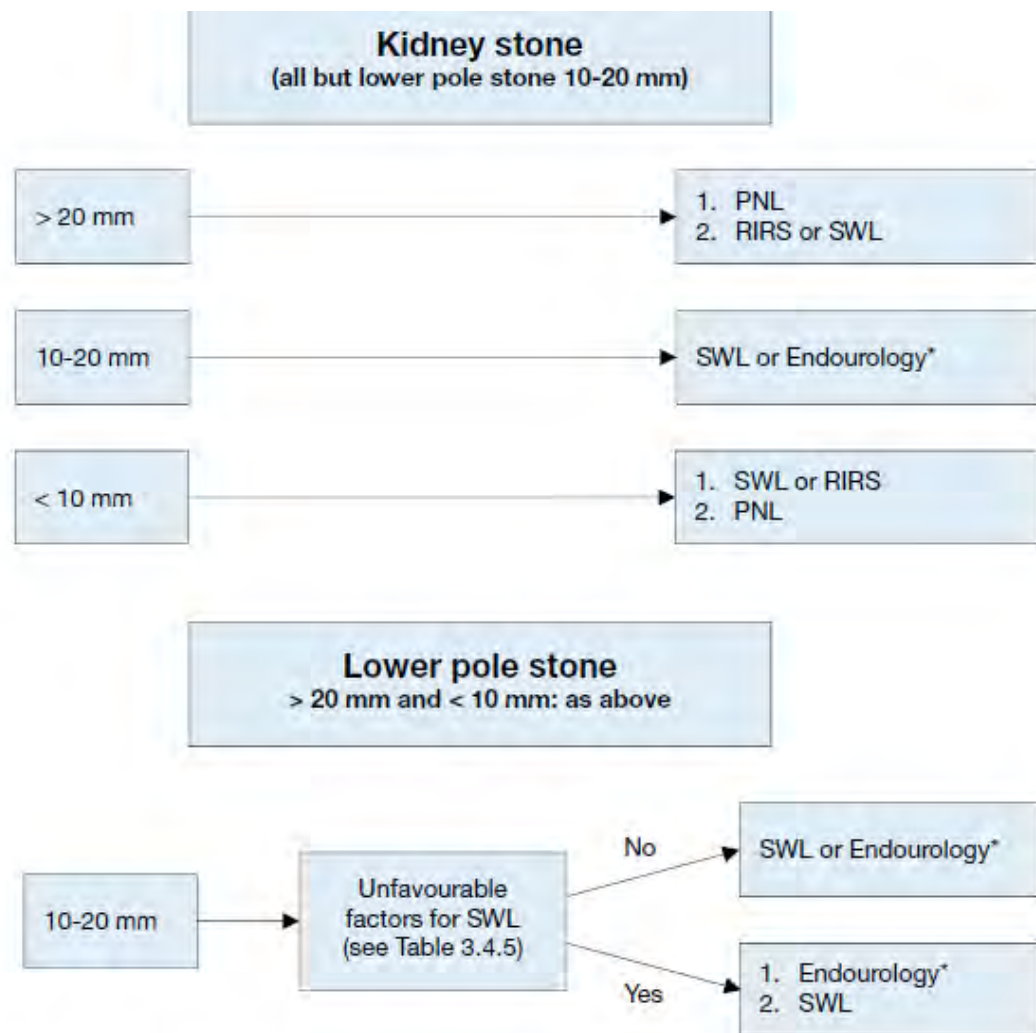 Kidney stone
(all but lower pole stone 10-20 mm)
> 20 mm
1. PNL
2. RIRS or SWL
10-20 mm
SWL or Endourology*
< 10 mm
1. SWL or RIRS
2. PNL
Lower pole stone
> 20 mm and < 10 mm: as above
10-20 mm
Unfavourable
factors for SWL
(see Table 3.4.5)
No
SWL or Endourology*
Yes
1. Endourology*
2. SWL